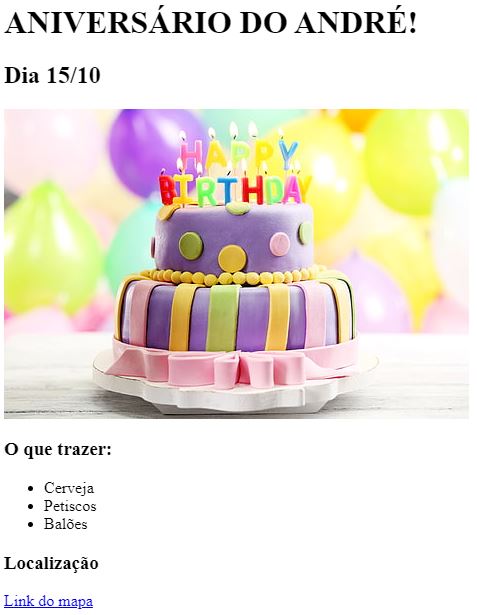 ANIVERSÁRIO DO ANDRÉ!
Dia 15/10
HAPPY
BIRTHDAY
O que trazer:
• Cerveja
• Petiscos
• Balões
Localização
Link do mapa